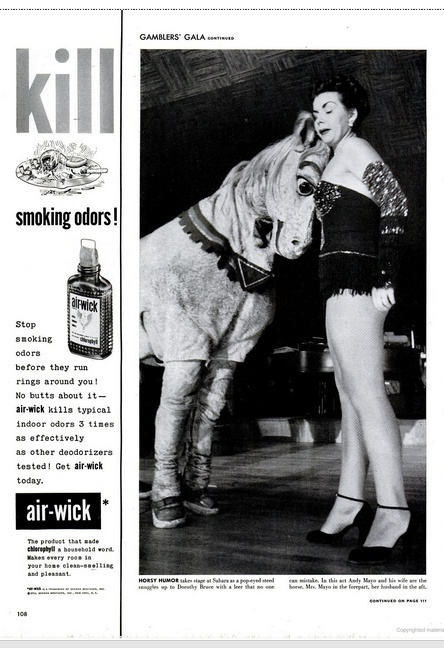 kill
smoking odors!
air-wick
chlorophyll
Stop
smoking
odors
before they run
rings around you!
No butts about it—
air-wick kills typical
indoor odors 3 times
as effectively
as other deodorizers
tested! Get air-wick
today.
air-wick*
The product that made
chlorophyll a household word.
Makes every room in
your home clean-smelling
and pleasant.
108
GAMBLERS' GALA CONTINUED
HORSY HUMOR takes stage at Sahara as a pop-eyed steed
snuggles up to Dorothy Bruce with a leer that no one
can mistake. In this act Andy Mayo and his wife are the
horse, Mrs. Mayo in the forepart, her husband in the aft.
CONTINUED ON PAGE 111
Copyrighted material